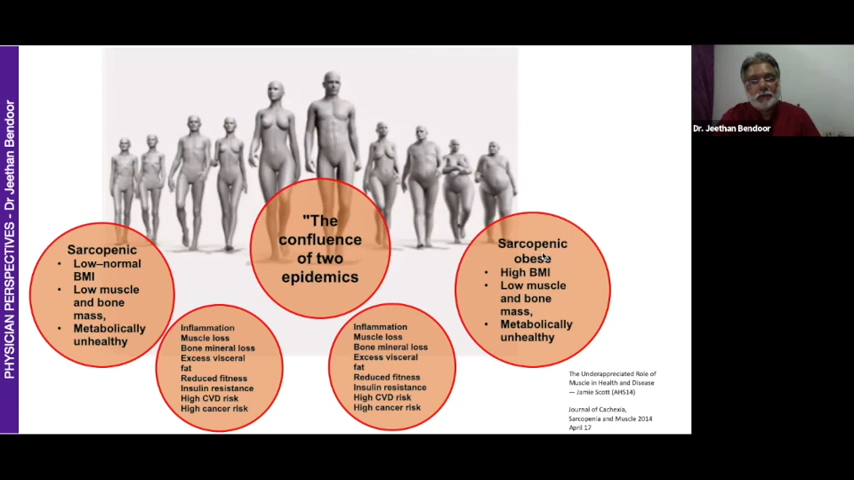 PHYSICIAN PERSPECTIVES - Dr Jeethan Bendoor
"The
confluence
of two
epidemics
Sarcopenic
• Low–normal
BMI
• Low muscle
and bone
mass,
• Metabolically
unhealthy
Inflammation
Muscle loss
Bone mineral loss
Excess visceral
fat
Reduced fitness
Insulin resistance
High CVD risk
High cancer risk
Inflammation
Muscle loss
Bone mineral loss
Excess visceral
fat
Reduced fitness
Insulin resistance
High CVD risk
High cancer risk
Sarcopenic
obese
• High BMI
• Low muscle
and bone
mass,
• Metabolically
unhealthy
The Underappreciated Role of
Muscle in Health and Disease
— Jamie Scott (AHS14)
Journal of Cachexia,
Sarcopenia and Muscle 2014
April 17
Dr. Jeethan Bendoor